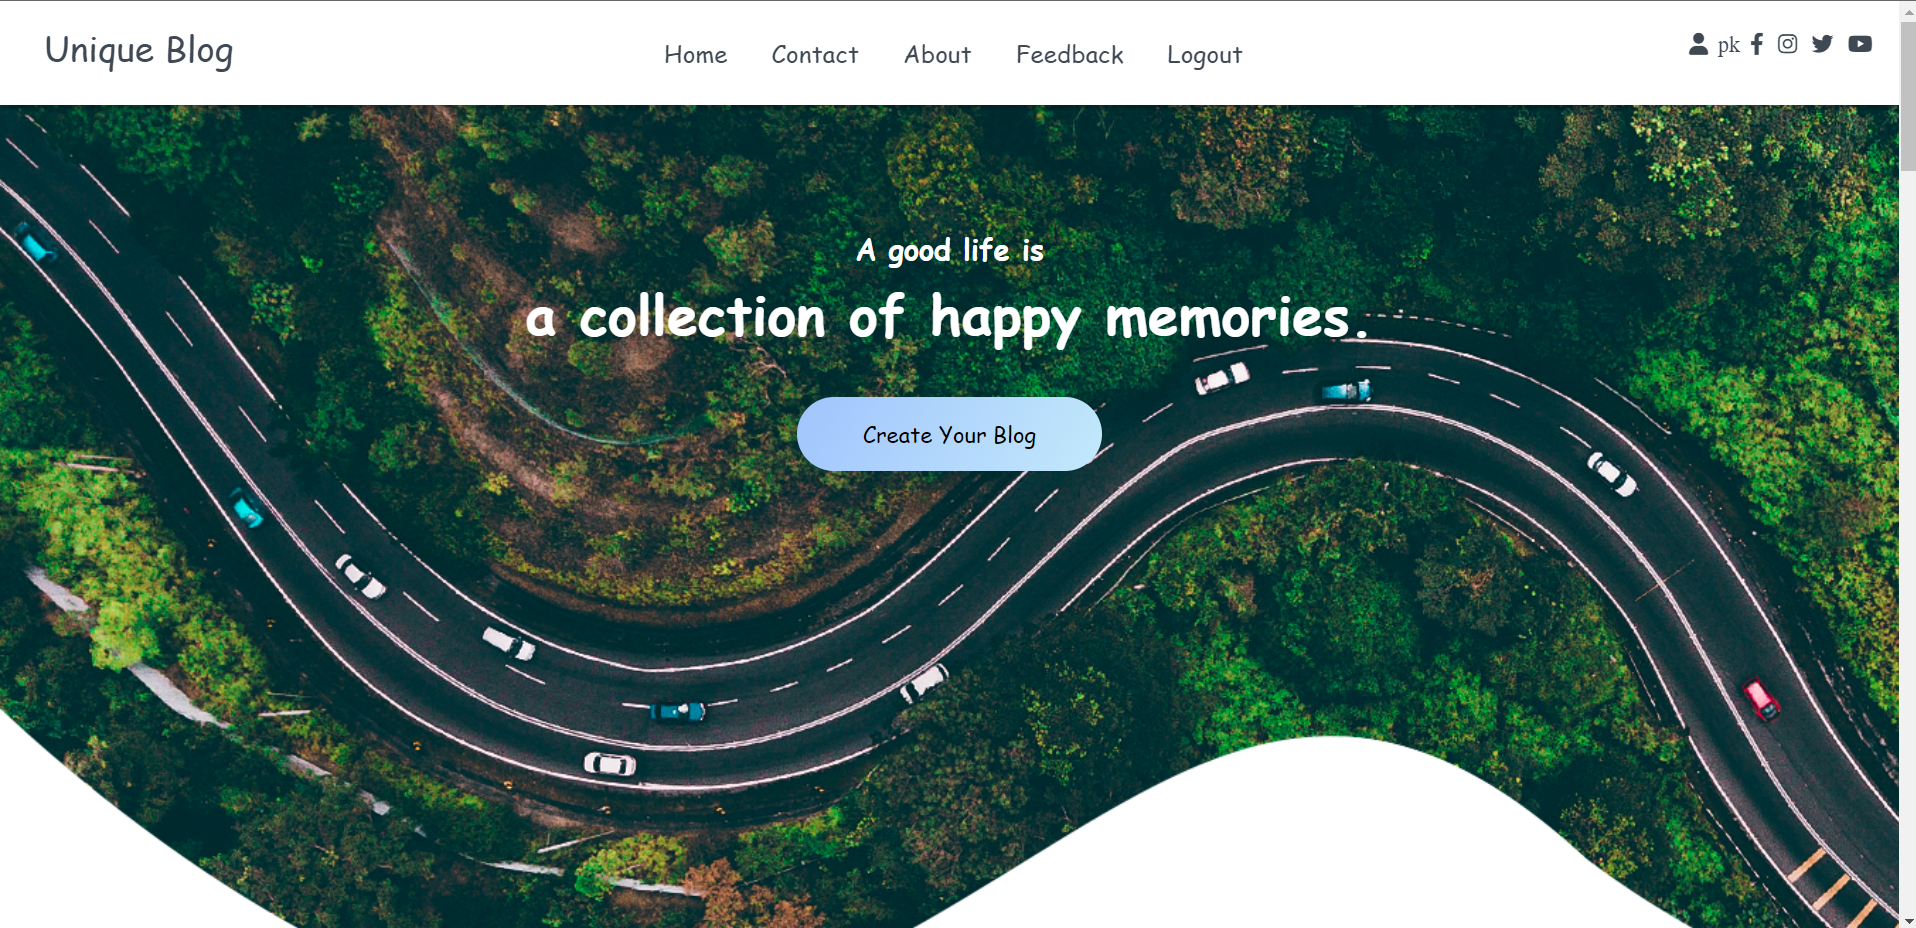 Unique Blog
Home Contact About Feedback Logout
pk
A good life is
a collection of happy memories.
Create Your Blog